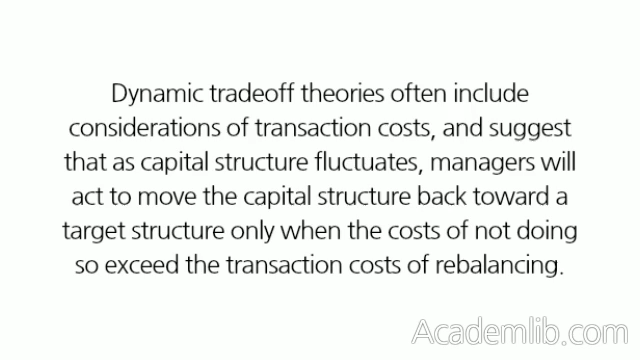 Dynamic tradeoff theories often include
considerations of transaction costs, and suggest
that as capital structure fluctuates, managers will
act to move the capital structure back toward a
target structure only when the costs of not doing
so exceed the transaction costs of rebalancing.
Academlib.com